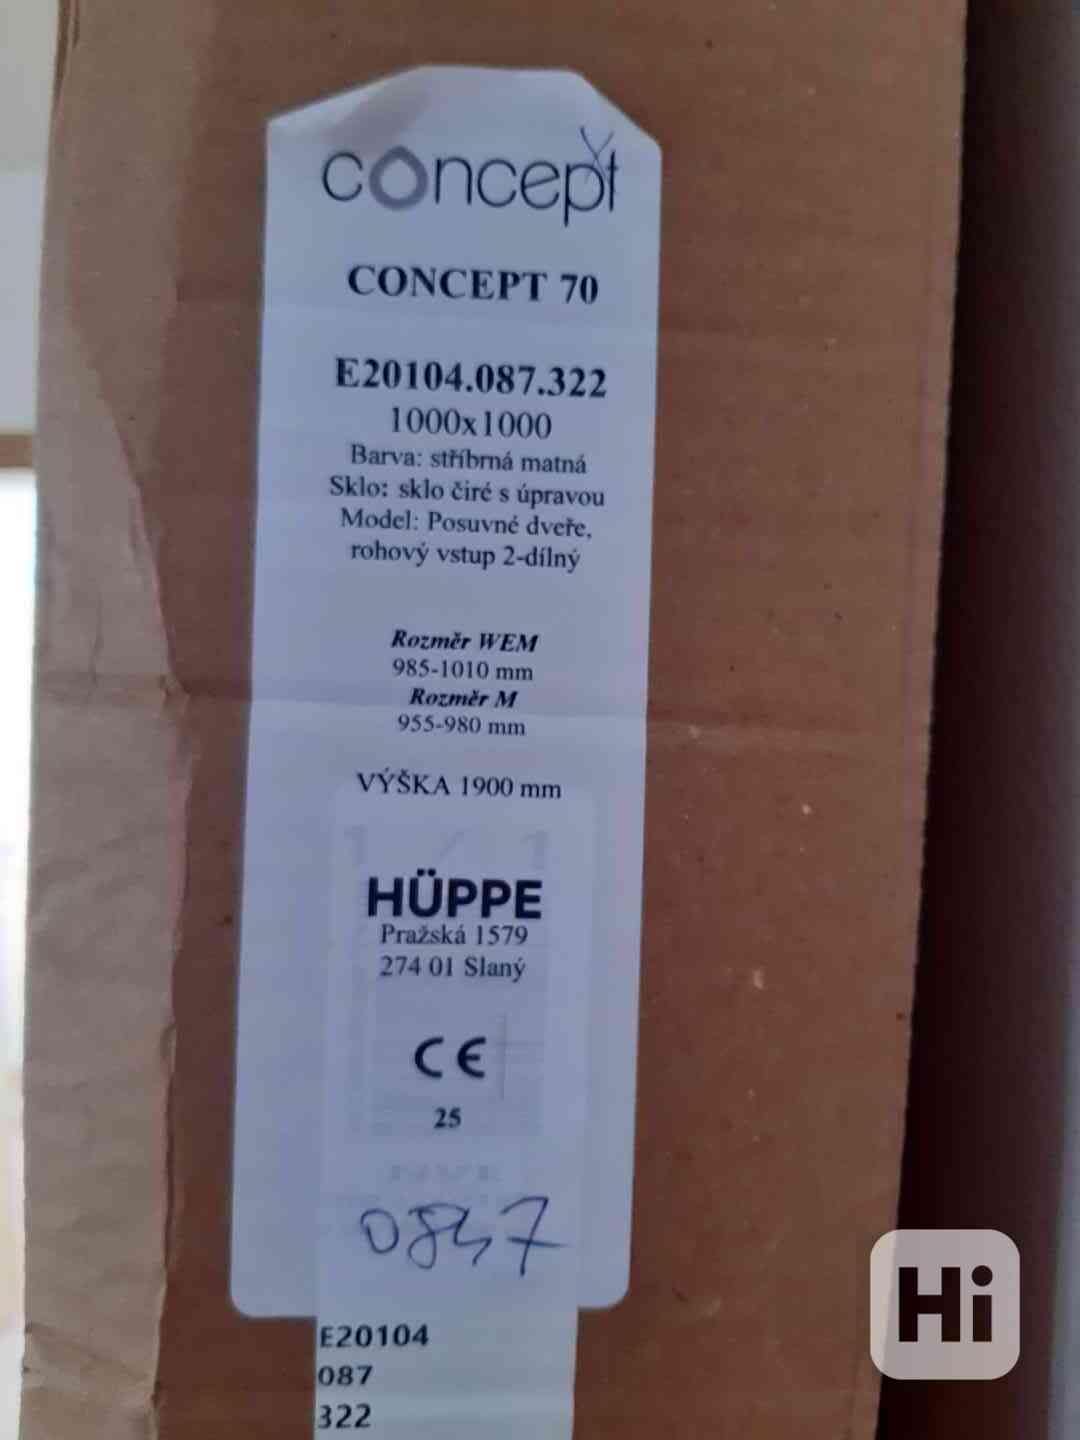 concept
CONCEPT 70
E20104.087.322
1000x1000
Barva: stříbrná matná
Sklo: sklo čiré s úpravou
Model: Posuvné dveře,
rohový vstup 2-dílný
Rozměr WEM
985-1010 mm
Rozměr M
955-980 mm
VÝŠKA 1900 mm
HÜPPE
Pražská 1579
274 01 Slaný
CE
25
0847
E20104
087
322
Hi